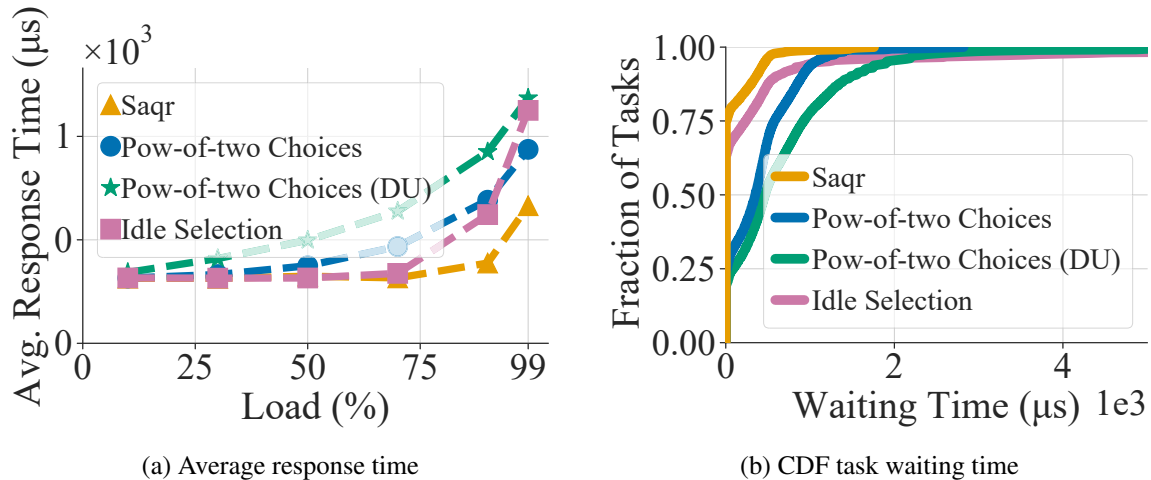 ×10³
Avg. Response Time (μs)
1
0
0
Saqr
Pow-of-two Choices
Pow-of-two Choices (DU)
Idle Selection
0 25 50 75 99
Load (%)
(a) Average response time
Fraction of Tasks
1.00
0.75
0.50
0.25
0.00
Saqr
Pow-of-two Choices
Pow-of-two Choices (DU)
Idle Selection
0 2 4
Waiting Time (μs) 1e3
(b) CDF task waiting time